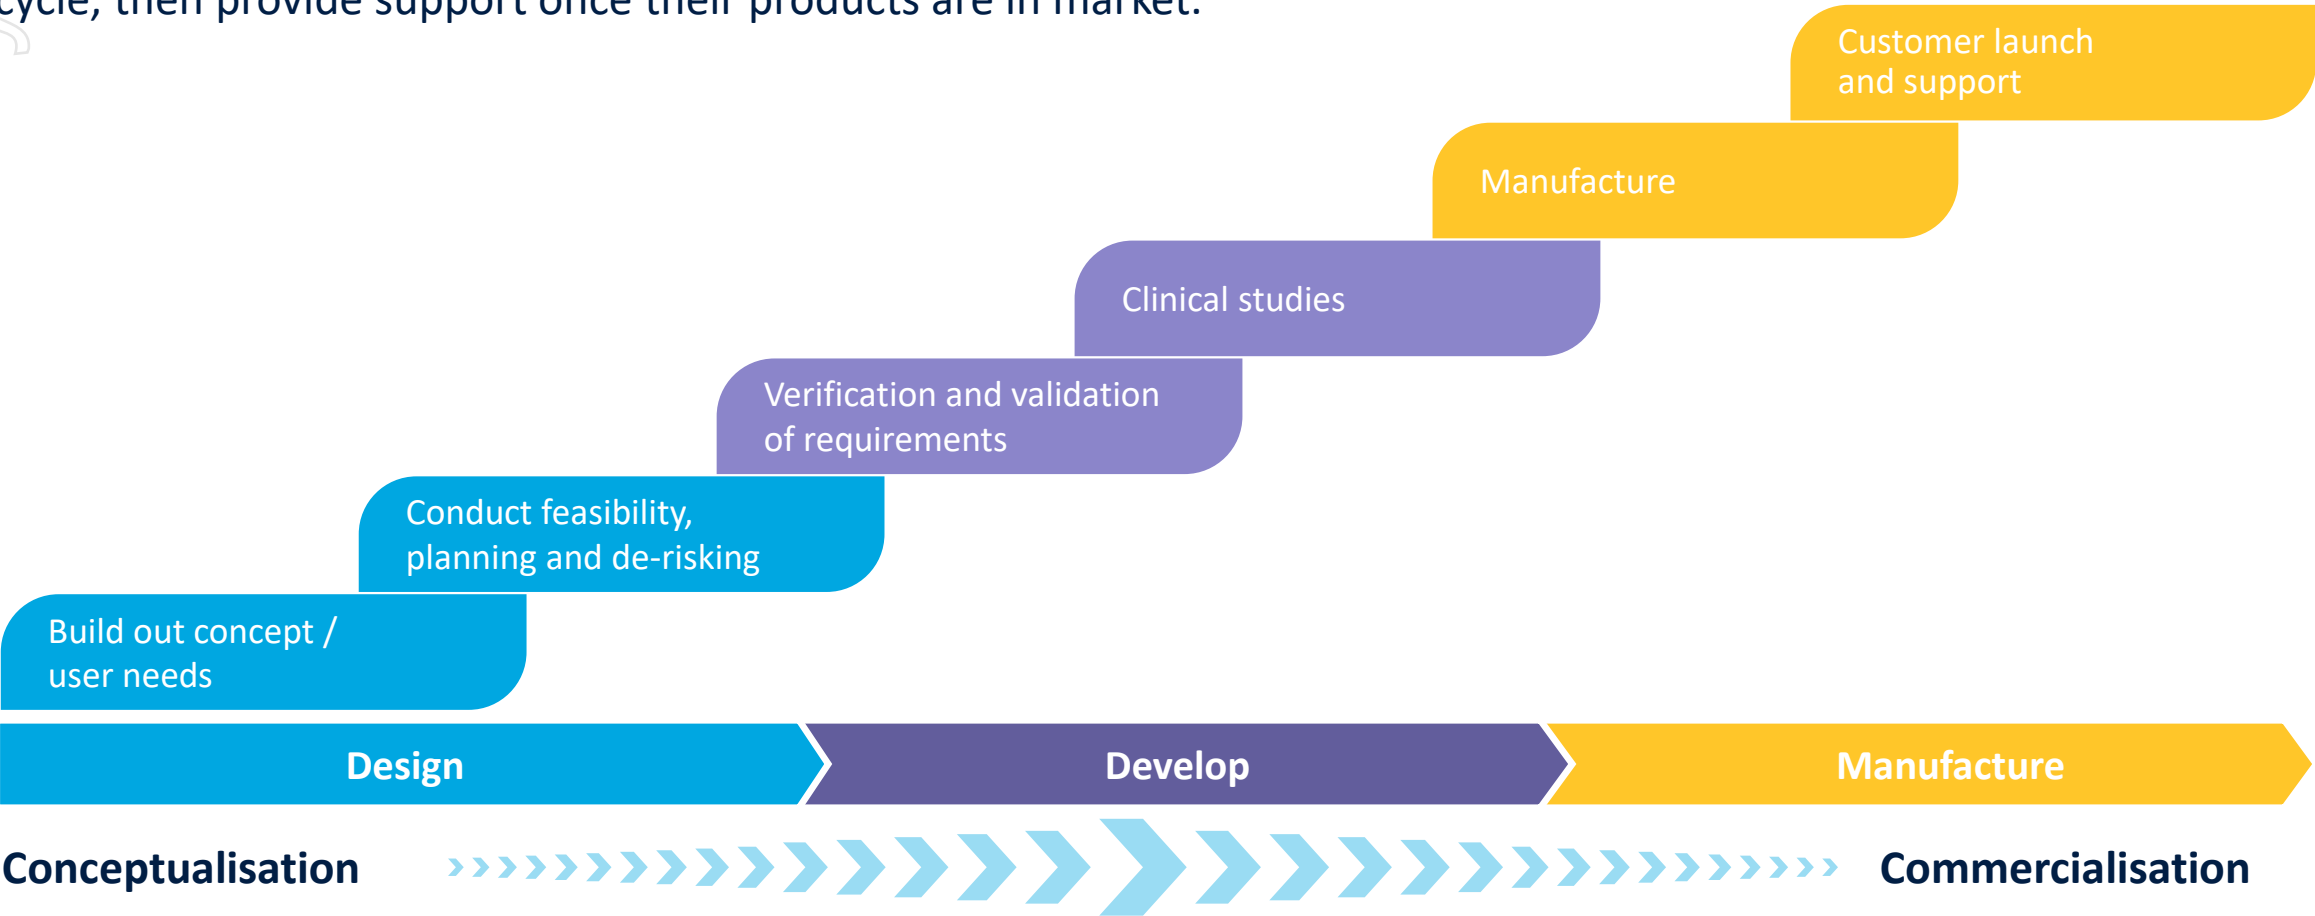 cycle, then provide support once their products are in market.
Customer launch
and support
Manufacture
Clinical studies
Verification and validation
of requirements
Conduct feasibility,
planning and de-risking
Build out concept /
user needs
Design
Develop
Manufacture
Conceptualisation
Commercialisation